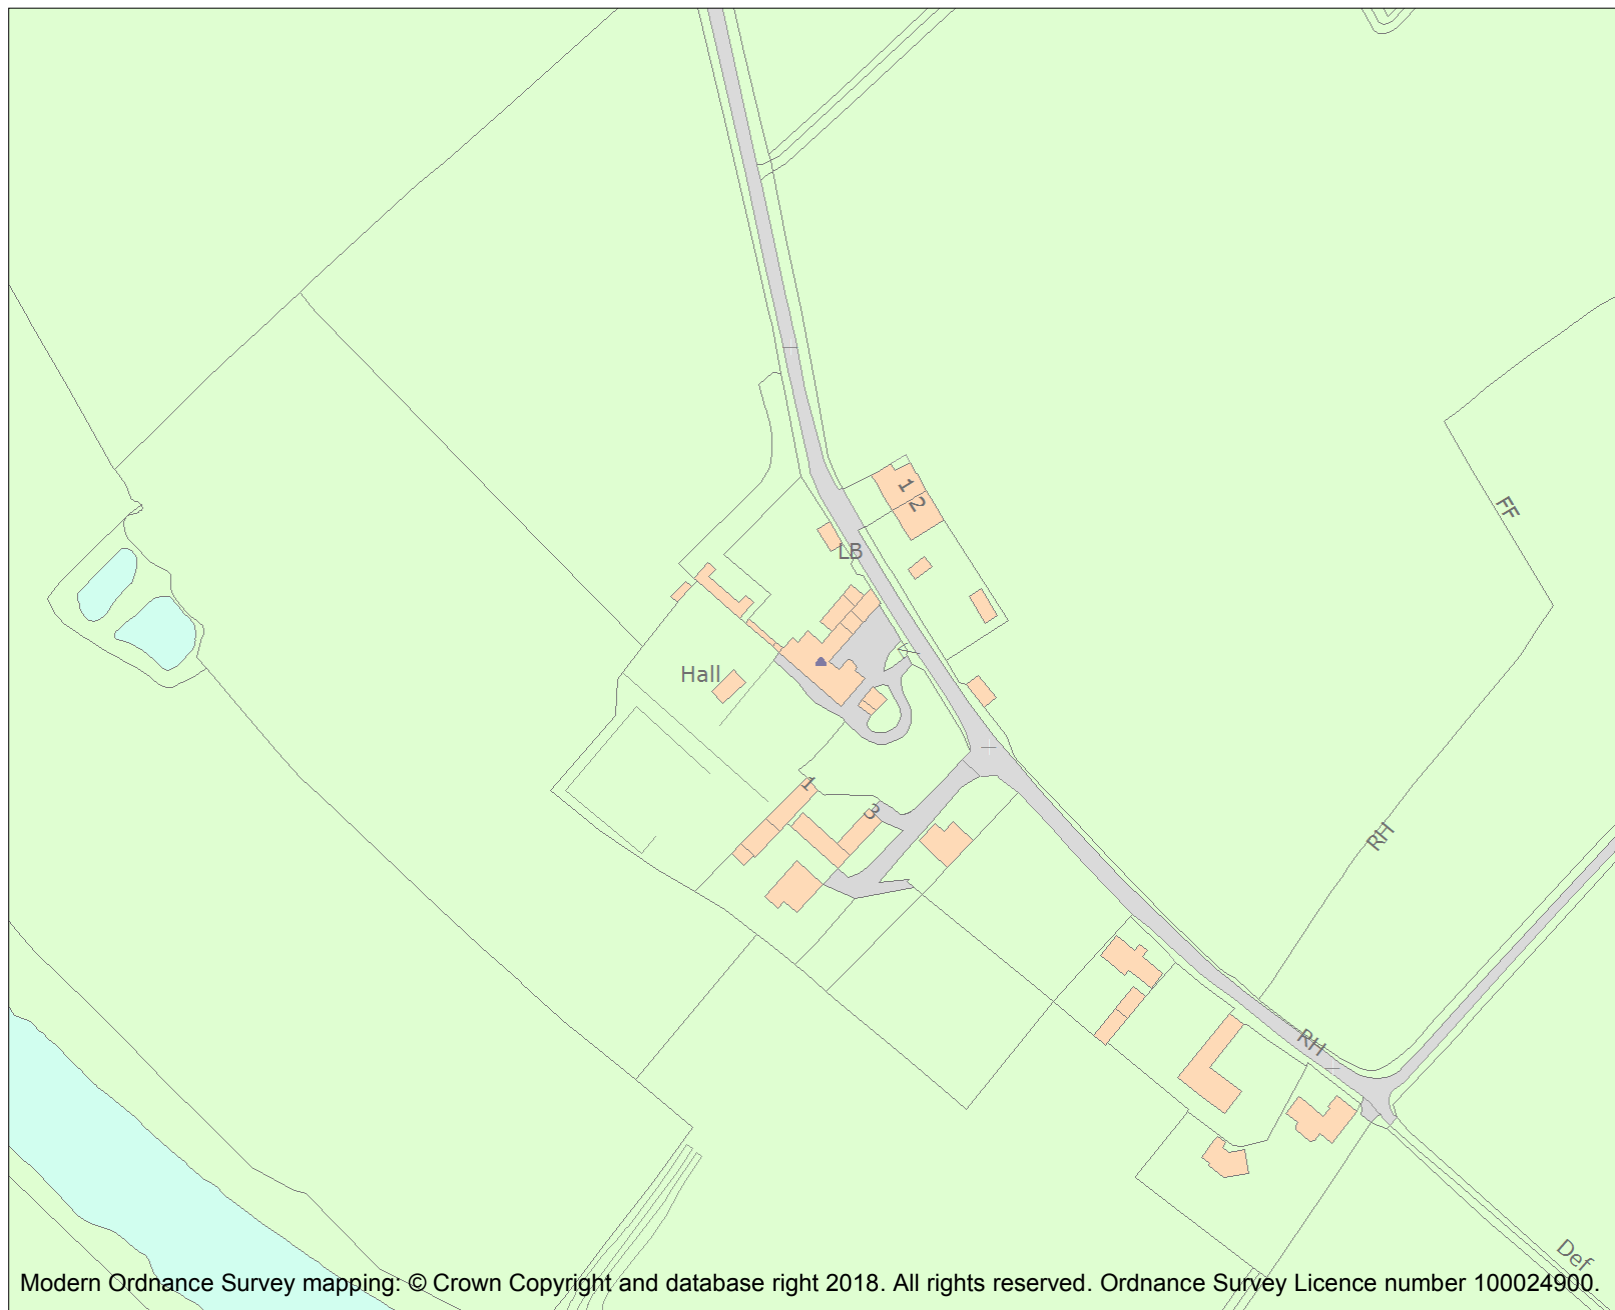 1
2
FF
LB
Hall
1
3
RH
RH
Def
Modern Ordnance Survey mapping: © Crown Copyright and database right 2018. All rights reserved. Ordnance Survey Licence number 100024900.